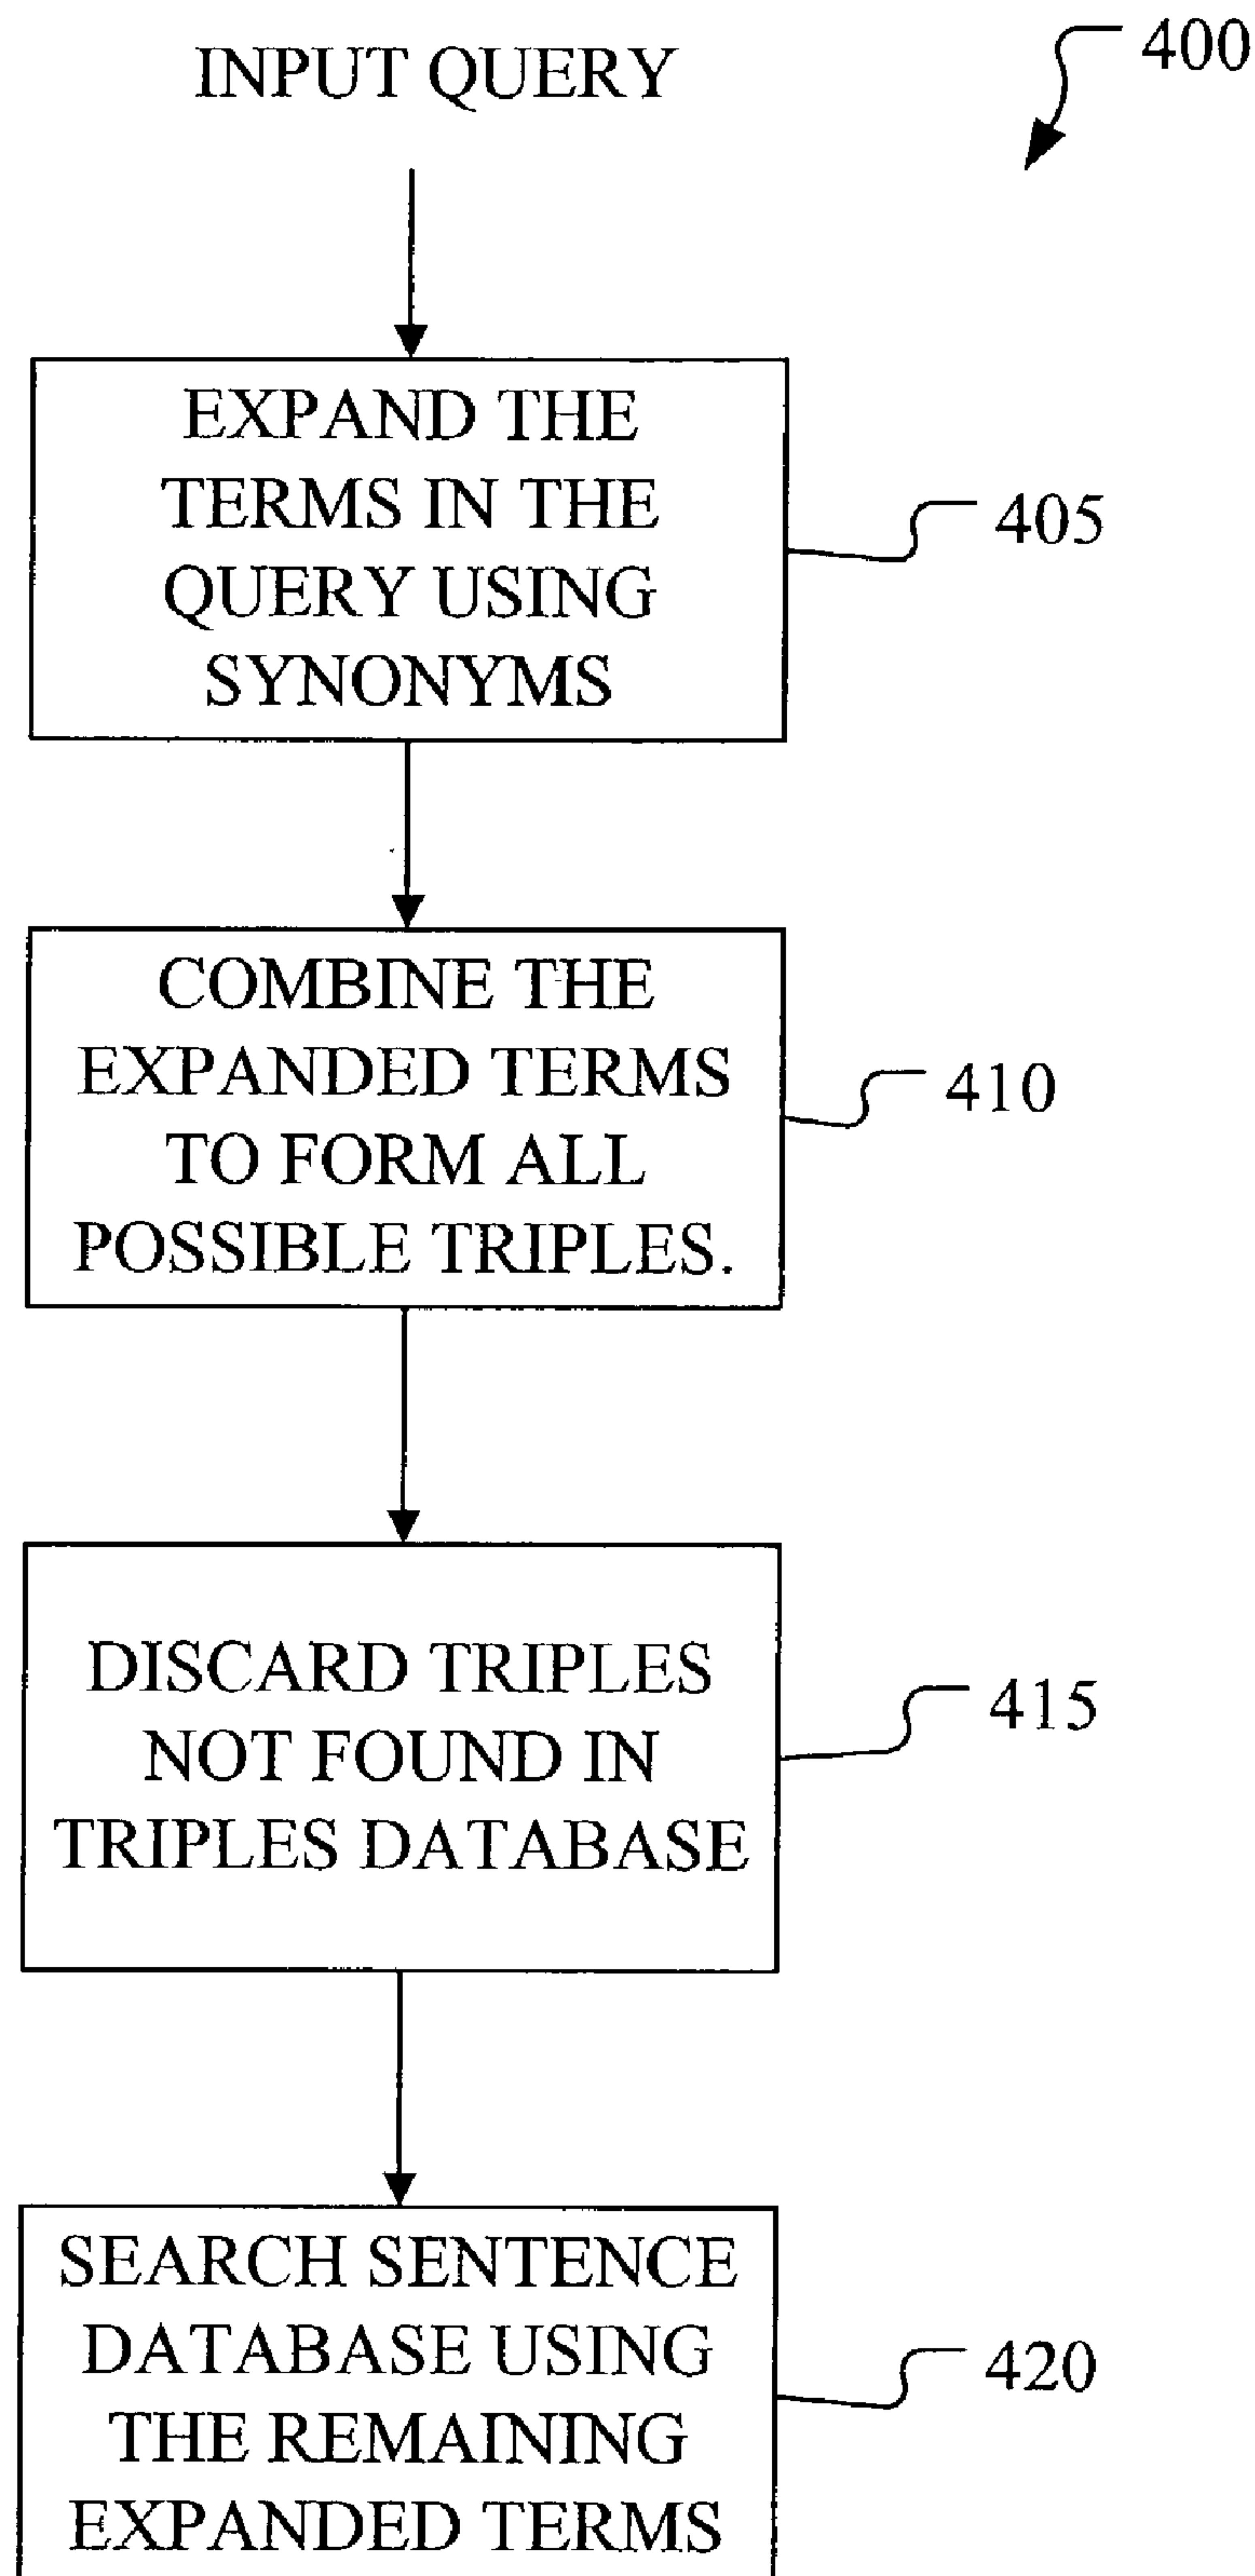 INPUT QUERY
400
EXPAND THE
TERMS IN THE
QUERY USING
SYNONYMS
405
COMBINE THE
EXPANDED TERMS
TO FORM ALL
POSSIBLE TRIPLES.
410
DISCARD TRIPLES
NOT FOUND IN
TRIPLES DATABASE
415
SEARCH SENTENCE
DATABASE USING
THE REMAINING
EXPANDED TERMS
420